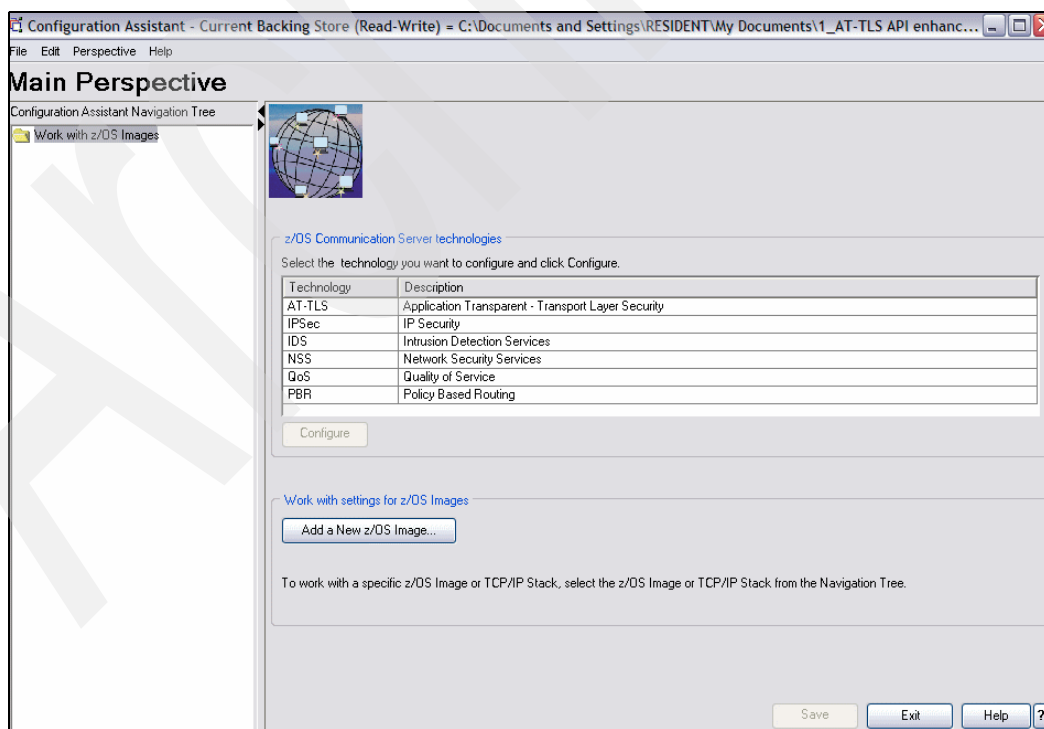 Configuration Assistant - Current Backing Store (Read-Write) = C:\Documents and Settings\RESIDENT\My Documents\1_AT-TLS API enhanc...
File Edit Perspective Help
Main Perspective
Configuration Assistant Navigation Tree
Work with z/OS Images
z/OS Communication Server technologies
Select the technology you want to configure and click Configure.
Technology Description
AT-TLS Application Transparent - Transport Layer Security
IPSec IP Security
IDS Intrusion Detection Services
NSS Network Security Services
QoS Quality of Service
PBR Policy Based Routing
Configure
Work with settings for z/OS Images
Add a New z/OS Image...
To work with a specific z/OS Image or TCP/IP Stack, select the z/OS Image or TCP/IP Stack from the Navigation Tree.
Save Exit Help ?